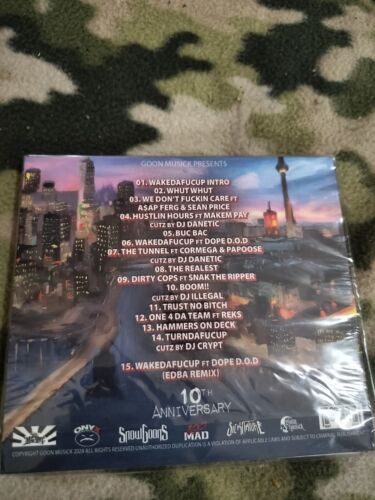 GOON MUSICK PRESENTS
01. WAKEDAFUCUP INTRO
02. WHUT WHUT
03. WE DON'T FUCKIN CARE FT
ASAP FERG & SEAN PRICE
04. HUSTLIN HOURS FT MAKEM PAY
CUTZ BY DJ DANETIC
05. BUC BAC
06. WAKEDAFUCUP FT DOPE D.O.D
07. THE TUNNEL FT CORMEGA & PAPOOSE
CUTZ BY DJ DANETIC
08. THE REALEST
09. DIRTY COPS FT SNAK THE RIPPER
10. BOOM!!
CUTZ BY DJ ILLEGAL
11. TRUST NO BITCH
12. ONE 4 DA TEAM FT REKS
13. HAMMERS ON DECK
14. TURNDAFUCUP
CUTZ BY DJ CRYPT
15. WAKEDAFUCUP FT DOPE D.O.D
(EDBA REMIX)
10TH
ANNIVERSARY
ONYX
SNOWGOONS
MAD
COPYRIGHT GOON MUSICK 2024 ALL RIGHTS RESERVED UNAUTHORIZED DUPLICATION IS A VIOLATION OF APPLICABLE LAWS AND SUBJECT TO CRIMINAL